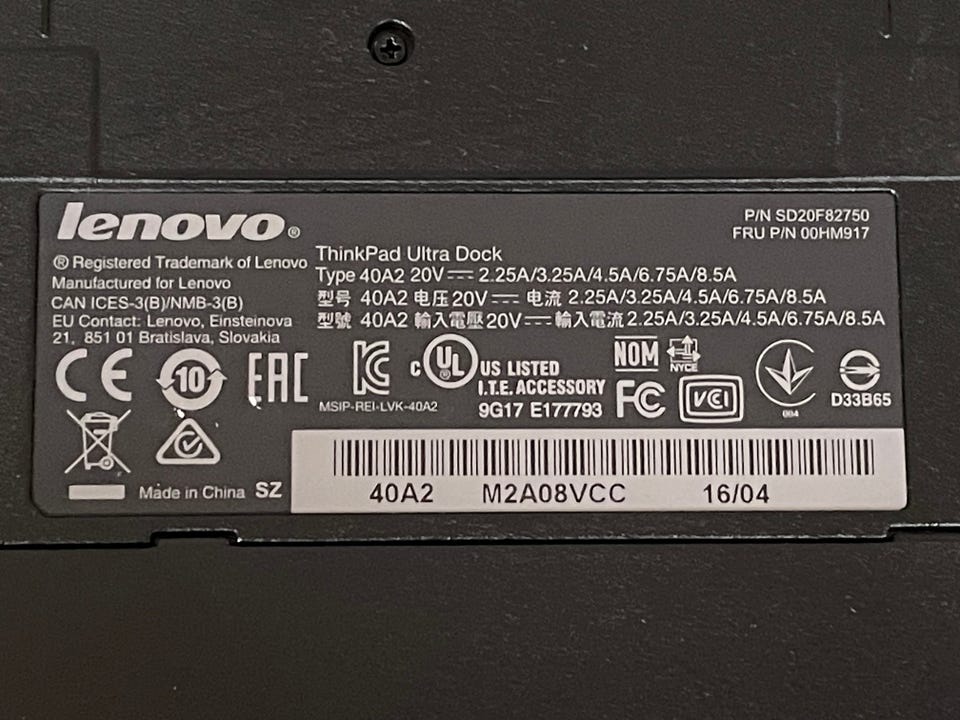 lenovo®
P/N SD20F82750
FRU P/N 00HM917
® Registered Trademark of Lenovo
Manufactured for Lenovo
CAN ICES-3(B)/NMB-3(B)
EU Contact: Lenovo, Einsteinova
21, 851 01 Bratislava, Slovakia
ThinkPad Ultra Dock
Type 40A2 20V⎓ 2.25A/3.25A/4.5A/6.75A/8.5A
型号 40A2 电压 20V⎓ 电流 2.25A/3.25A/4.5A/6.75A/8.5A
型號 40A2 輸入電壓 20V⎓ 輸入電流 2.25A/3.25A/4.5A/6.75A/8.5A
CE 10 EAC
MSIP-REI-LVK-40A2
c UL US LISTED
I.T.E. ACCESSORY
9G17 E177793
NOM NYCE
FC VCI
004
D33B65
Made in China SZ
40A2 M2A08VCC 16/04